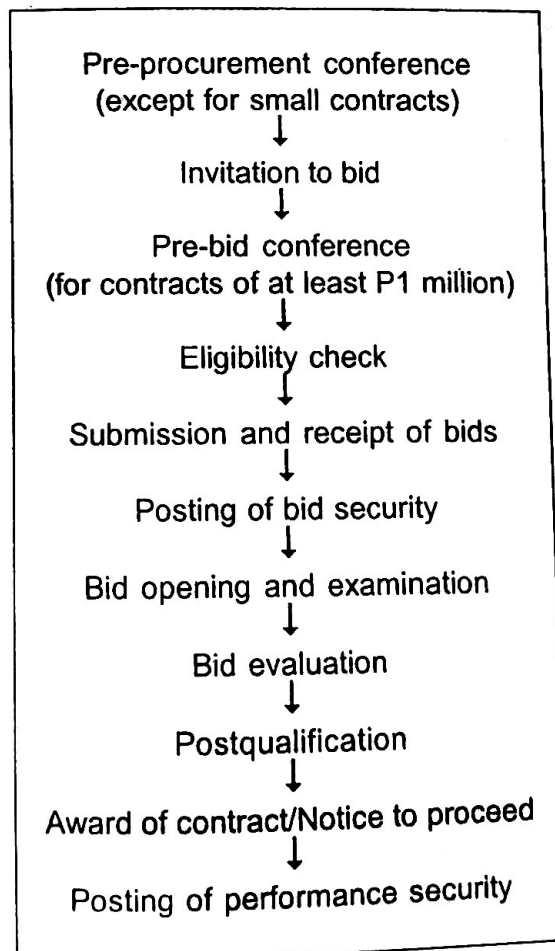 Pre-procurement conference
(except for small contracts)
↓
Invitation to bid
↓
Pre-bid conference
(for contracts of at least P1 million)
↓
Eligibility check
↓
Submission and receipt of bids
↓
Posting of bid security
↓
Bid opening and examination
↓
Bid evaluation
↓
Postqualification
↓
Award of contract/Notice to proceed
↓
Posting of performance security